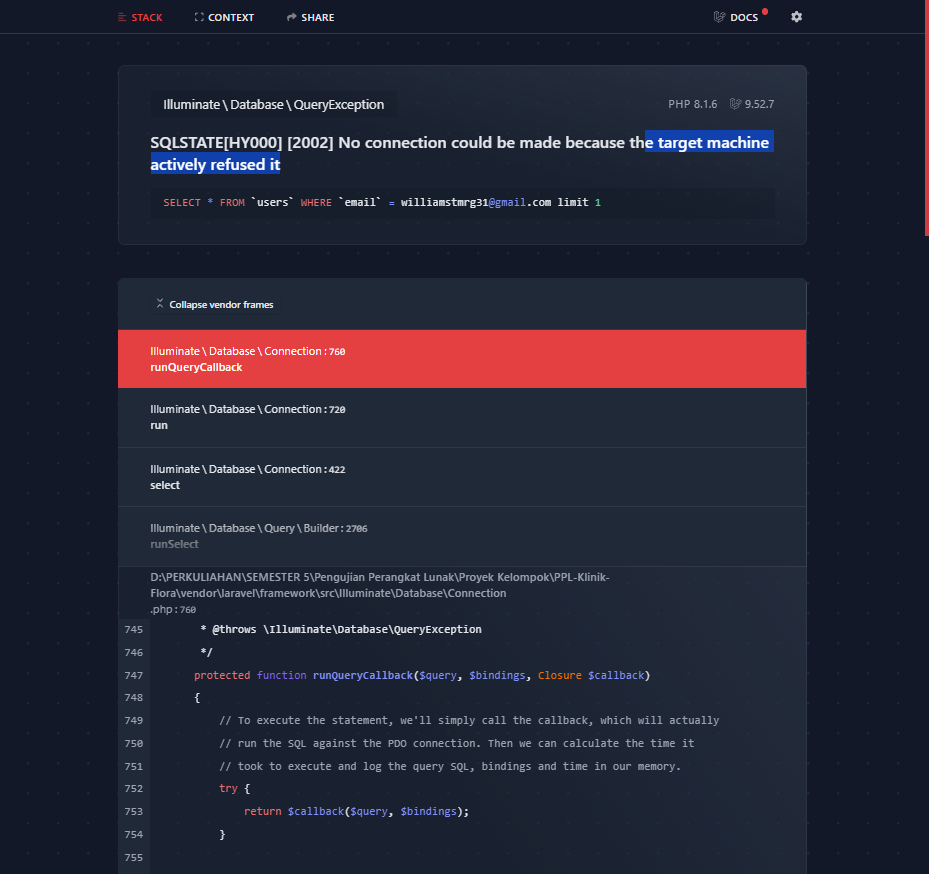 STACK CONTEXT SHARE DOCS
Illuminate\Database\QueryException PHP 8.1.6 9.52.7
SQLSTATE[HY000] [2002] No connection could be made because the target machine
actively refused it
SELECT * FROM `users` WHERE `email` = williamstmrg31@gmail.com limit 1
Collapse vendor frames
Illuminate\Database\Connection:760
runQueryCallback
Illuminate\Database\Connection:720
run
Illuminate\Database\Connection:422
select
Illuminate\Database\Query\Builder:2706
runSelect
D:\PERKULIAHAN\SEMESTER 5\Pengujian Perangkat Lunak\Proyek Kelompok\PPL-Klinik-
Flora\vendor\laravel\framework\src\Illuminate\Database\Connection
.php:760
745 * @throws \Illuminate\Database\QueryException
746 */
747 protected function runQueryCallback($query, $bindings, Closure $callback)
748 {
749 // To execute the statement, we'll simply call the callback, which will actually
750 // run the SQL against the PDO connection. Then we can calculate the time it
751 // took to execute and log the query SQL, bindings and time in our memory.
752 try {
753 return $callback($query, $bindings);
754 }
755